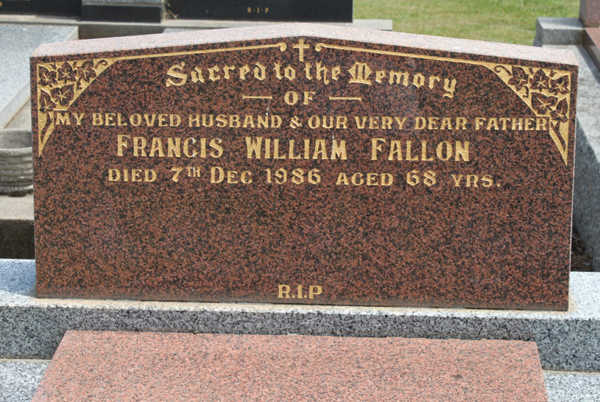 R.I.P
Sacred to the Memory
OF
MY BELOVED HUSBAND & OUR VERY DEAR FATHER
FRANCIS WILLIAM FALLON
DIED 7TH DEC 1986 AGED 68 YRS.
R.I.P